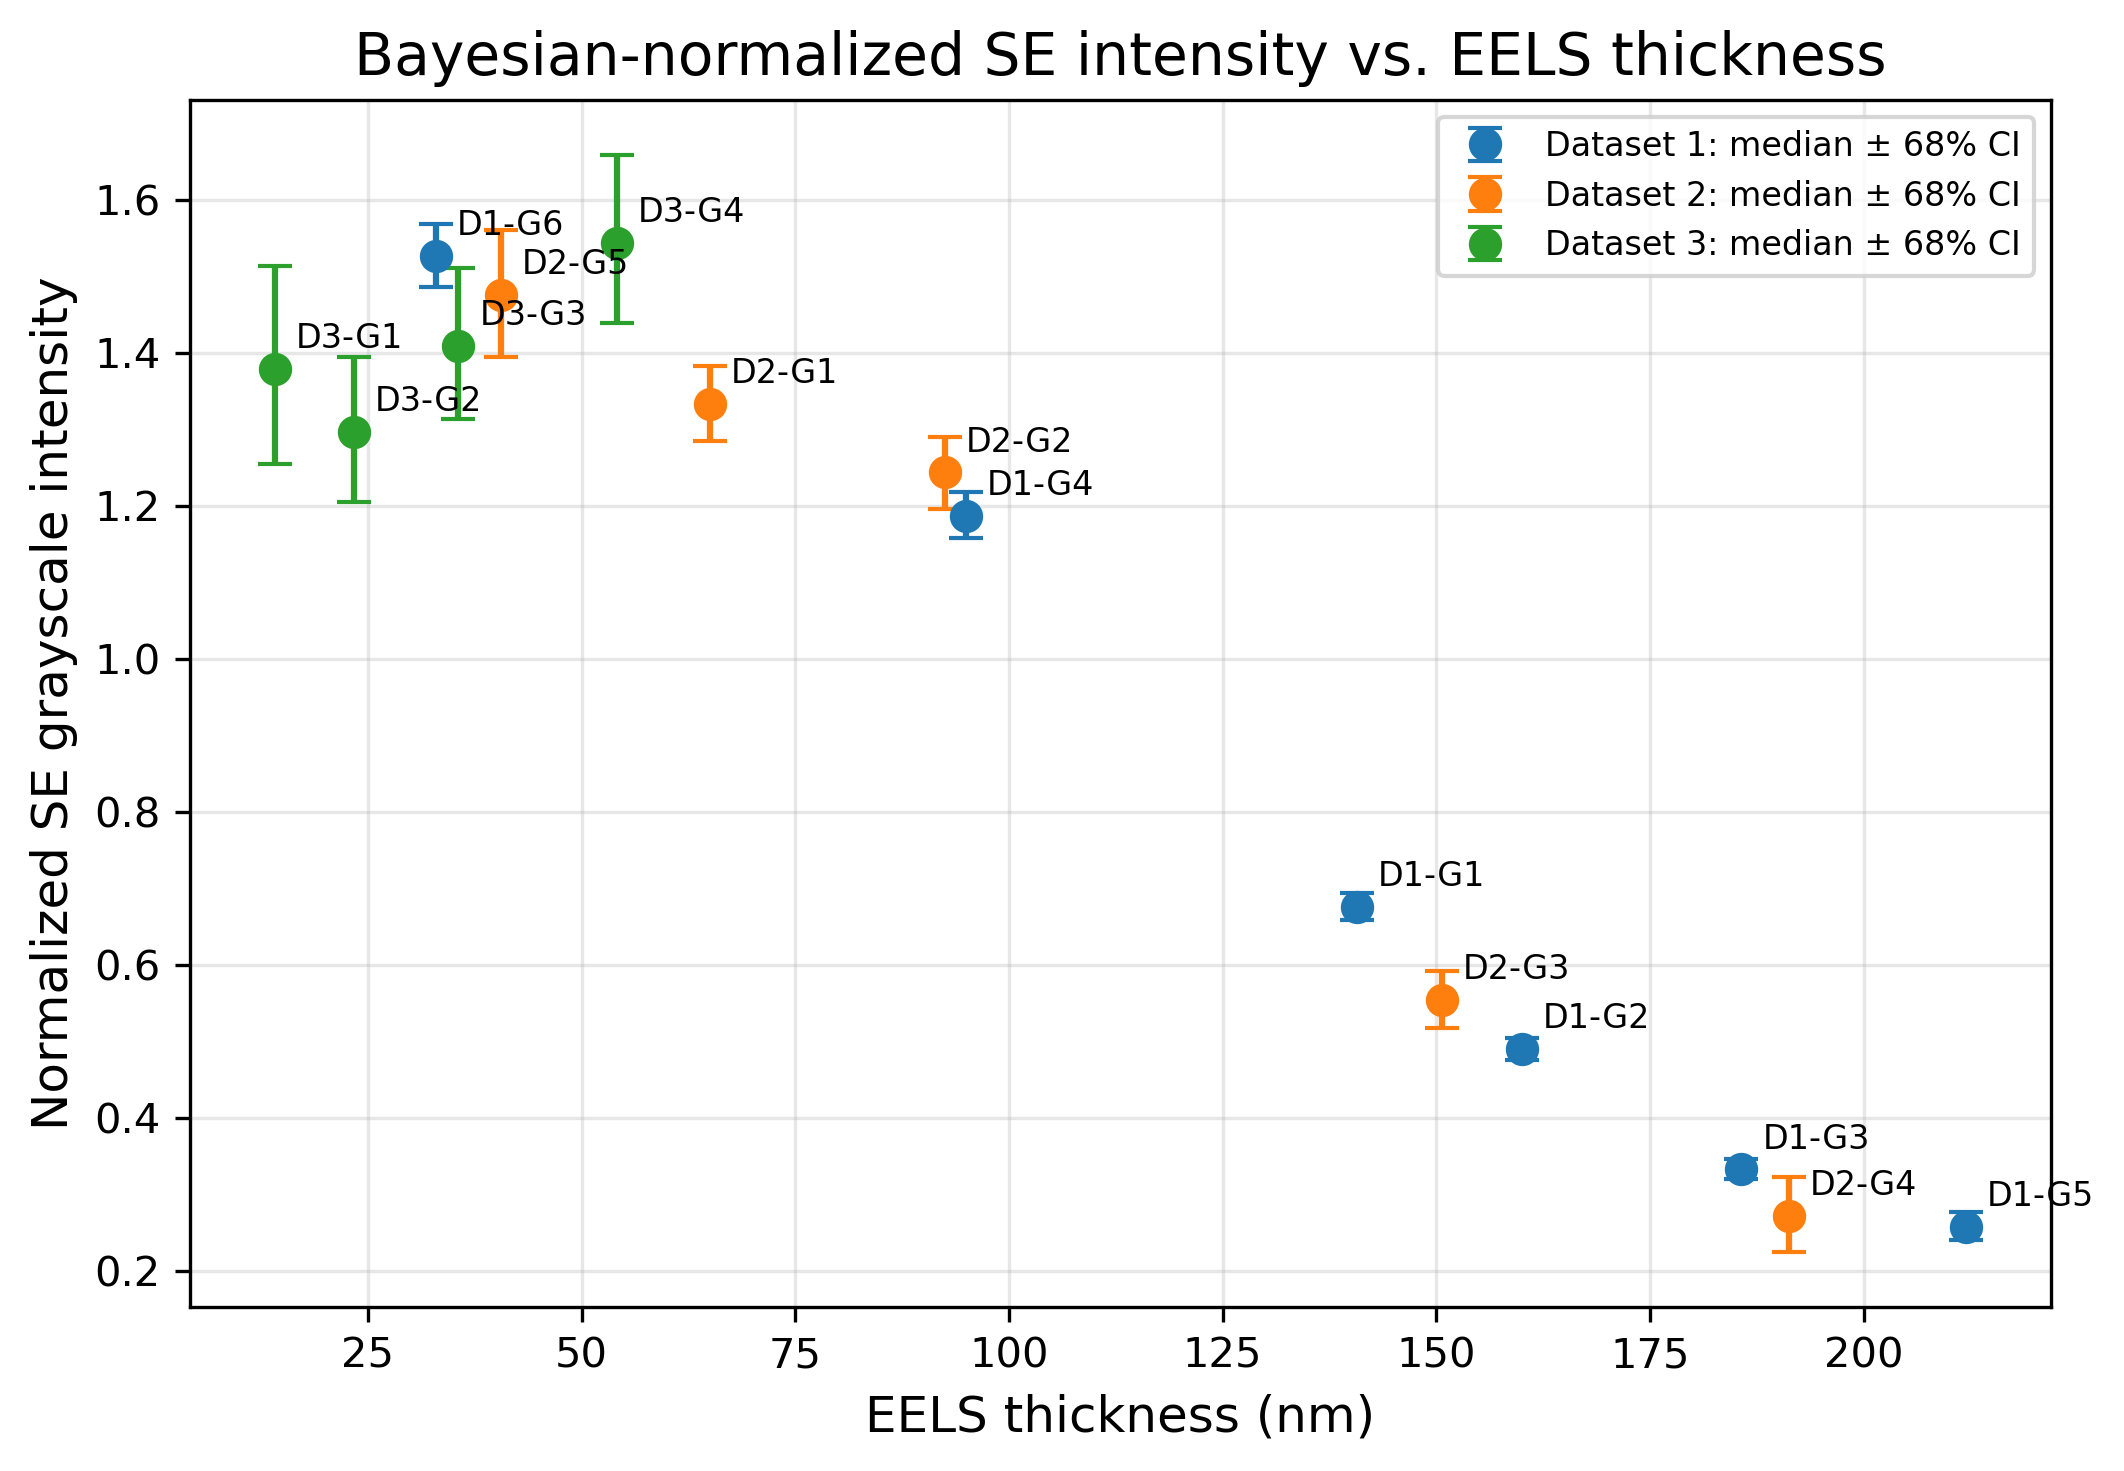 Bayesian-normalized SE intensity vs. EELS thickness
Dataset 1: median ± 68% CI
Dataset 2: median ± 68% CI
Dataset 3: median ± 68% CI
Normalized SE grayscale intensity
1.6
1.4
1.2
1.0
0.8
0.6
0.4
0.2
D3-G4
D1-G6
D2-G5
D3-G3
D3-G1
D2-G1
D3-G2
D2-G2
D1-G4
D1-G1
D2-G3
D1-G2
D1-G3
D2-G4
D1-G5
25
50
75
100
125
150
175
200
EELS thickness (nm)